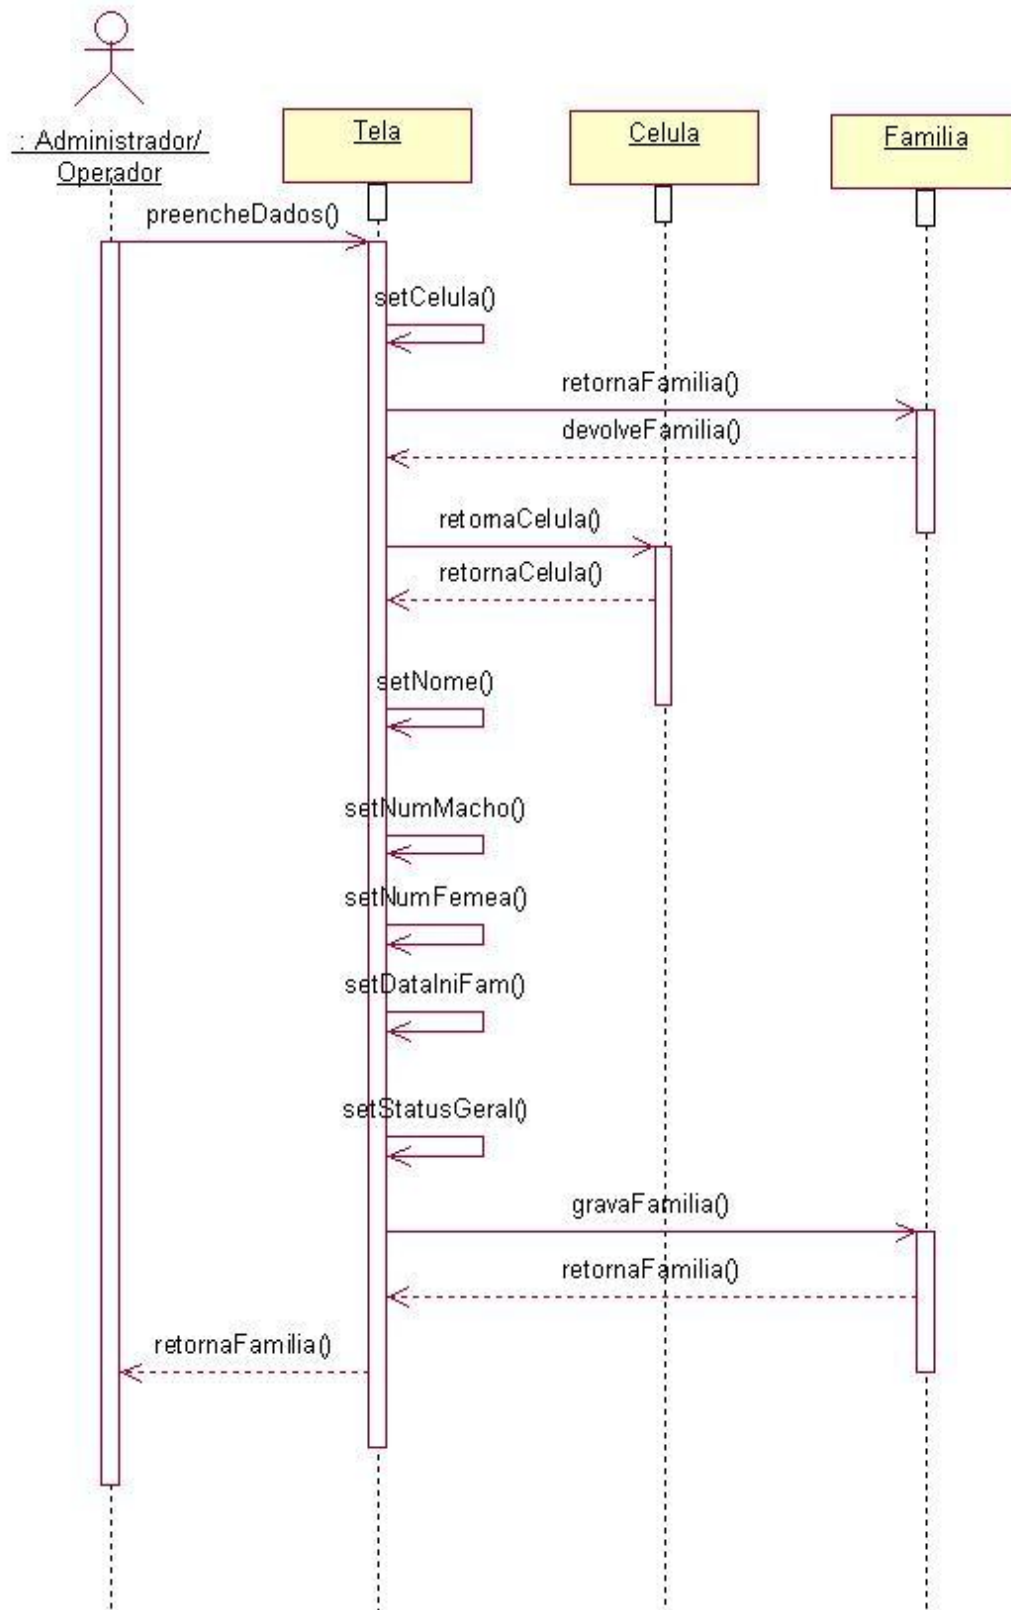 : Administrador/
Operador
Tela
Celula
Familia
preencheDados()
setCelula()
retornaFamilia()
devolveFamilia()
retornaCelula()
retornaCelula()
setNome()
setNumMacho()
setNumFemea()
setDataIniFam()
setStatusGeral()
gravaFamilia()
retornaFamilia()
retornaFamilia()